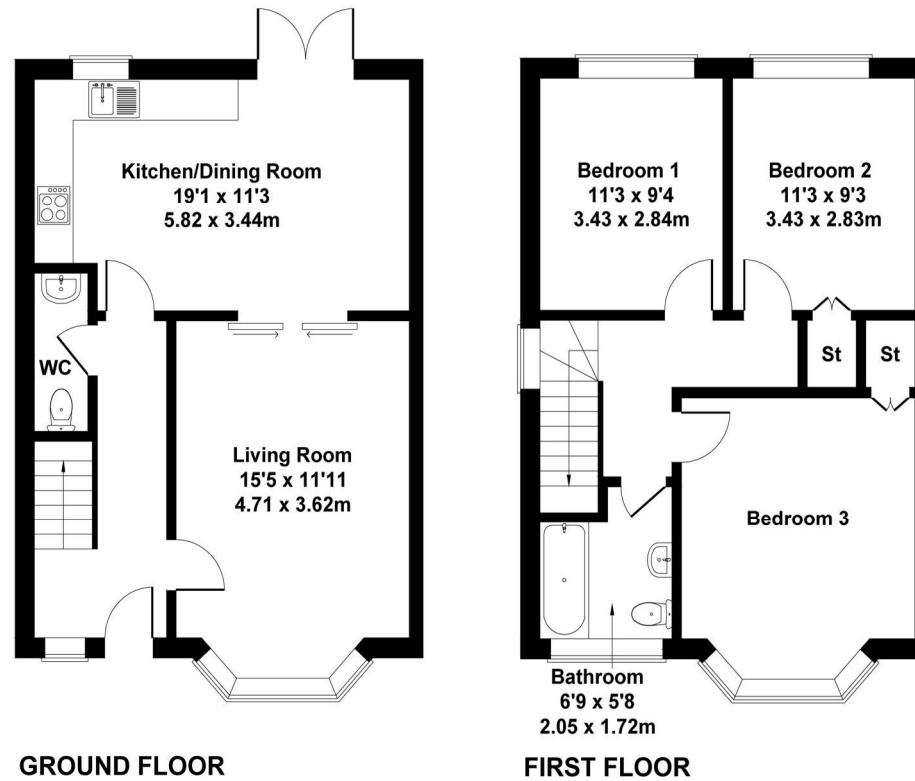 Kitchen/Dining Room
19'1 x 11'3
5.82 x 3.44m
WC
Living Room
15'5 x 11'11
4.71 x 3.62m
GROUND FLOOR
Bedroom 1
11'3 x 9'4
3.43 x 2.84m
Bedroom 2
11'3 x 9'3
3.43 x 2.83m
St
St
Bedroom 3
Bathroom
6'9 x 5'8
2.05 x 1.72m
FIRST FLOOR